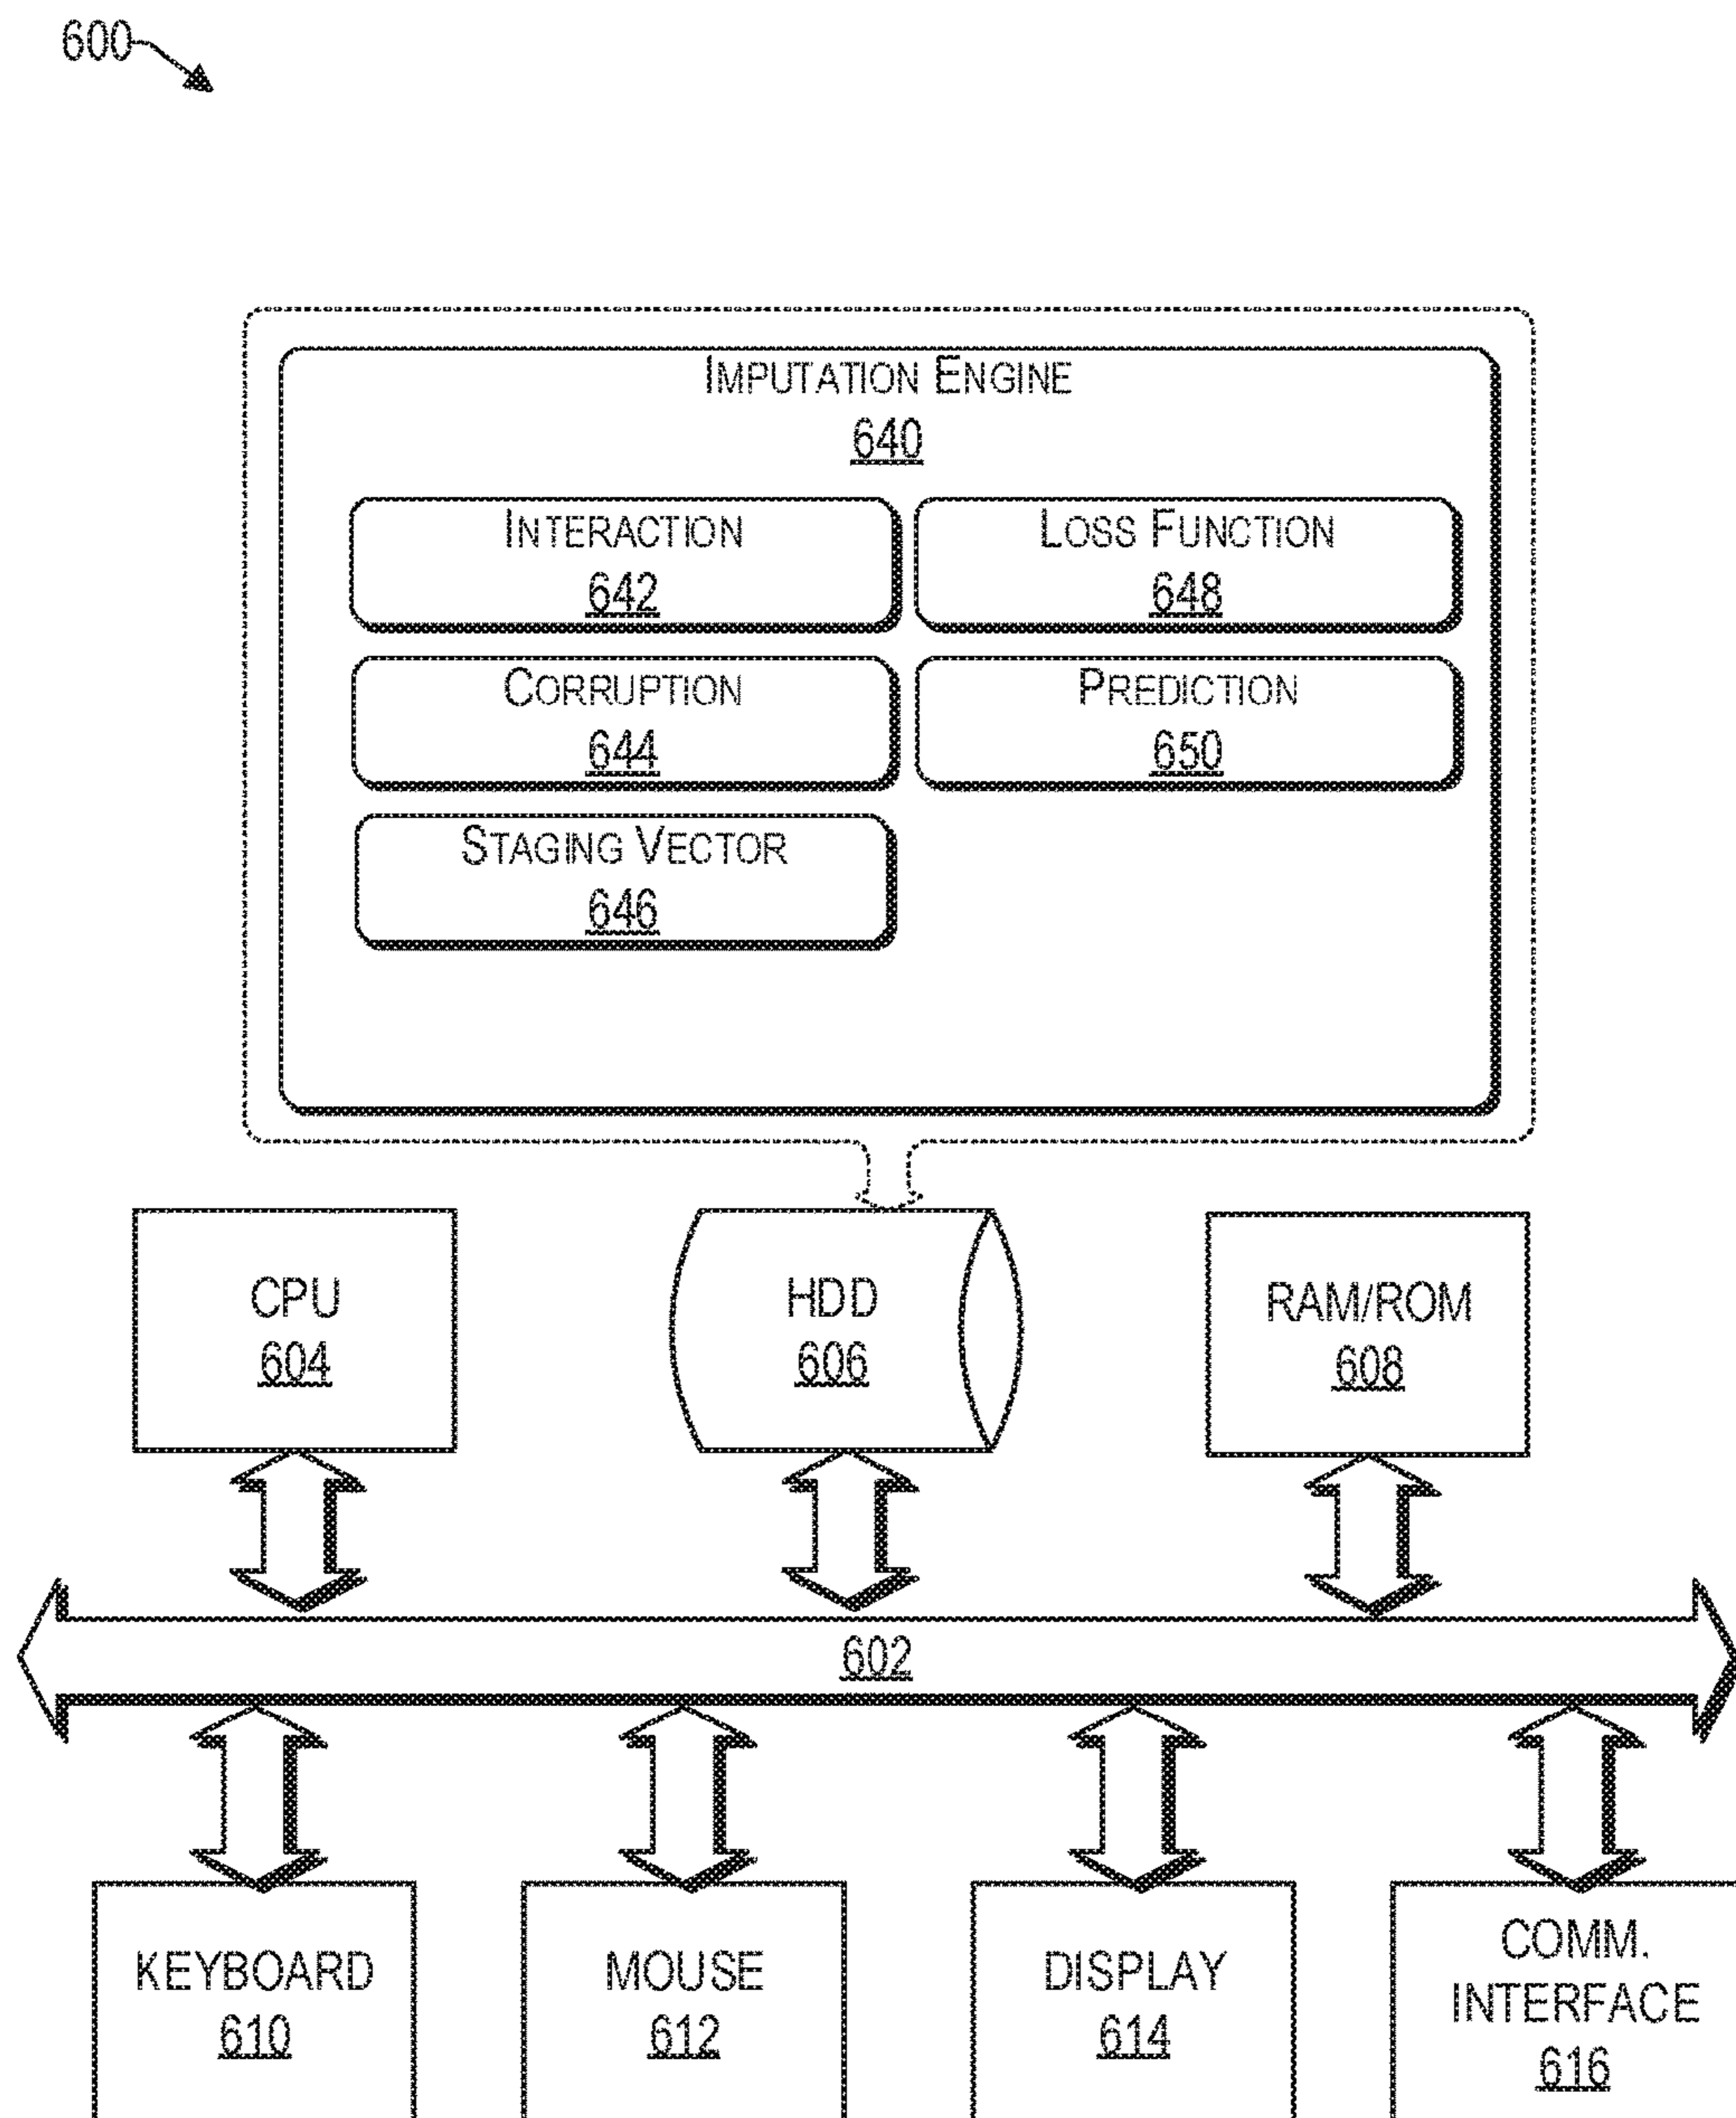 600
IMPUTATION ENGINE
640
INTERACTION
642
LOSS FUNCTION
648
CORRUPTION
644
PREDICTION
650
STAGING VECTOR
646
CPU
604
HDD
606
RAM/ROM
608
602
KEYBOARD
610
MOUSE
612
DISPLAY
614
COMM.
INTERFACE
616